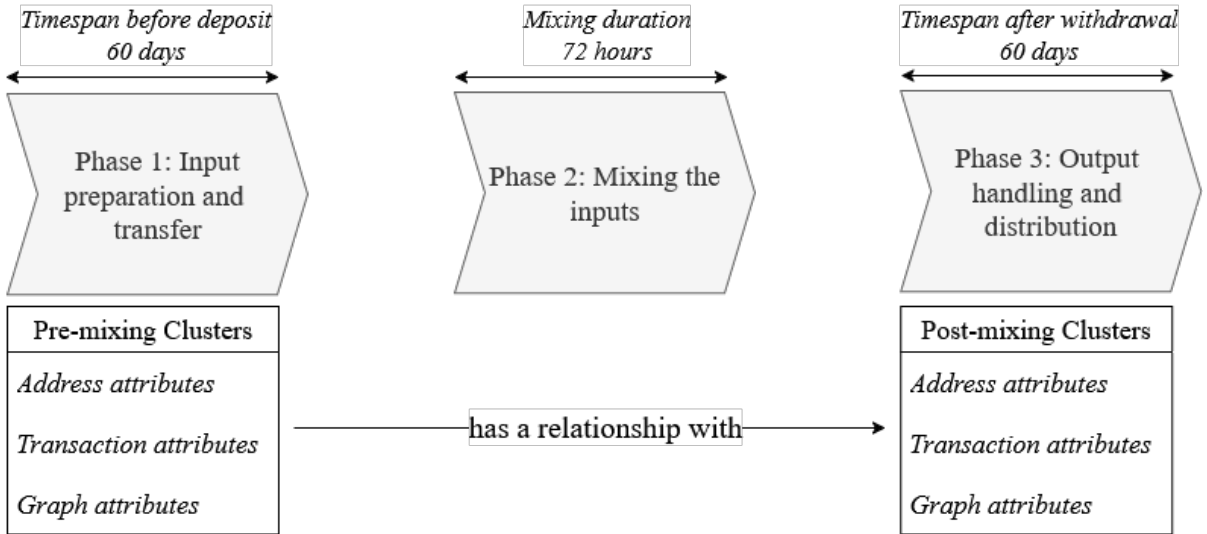 Timespan before deposit
60 days
Mixing duration
72 hours
Timespan after withdrawal
60 days
Phase 1: Input
preparation and
transfer
Phase 2: Mixing the
inputs
Phase 3: Output
handling and
distribution
Pre-mixing Clusters
Address attributes
Transaction attributes
Graph attributes
has a relationship with
Post-mixing Clusters
Address attributes
Transaction attributes
Graph attributes